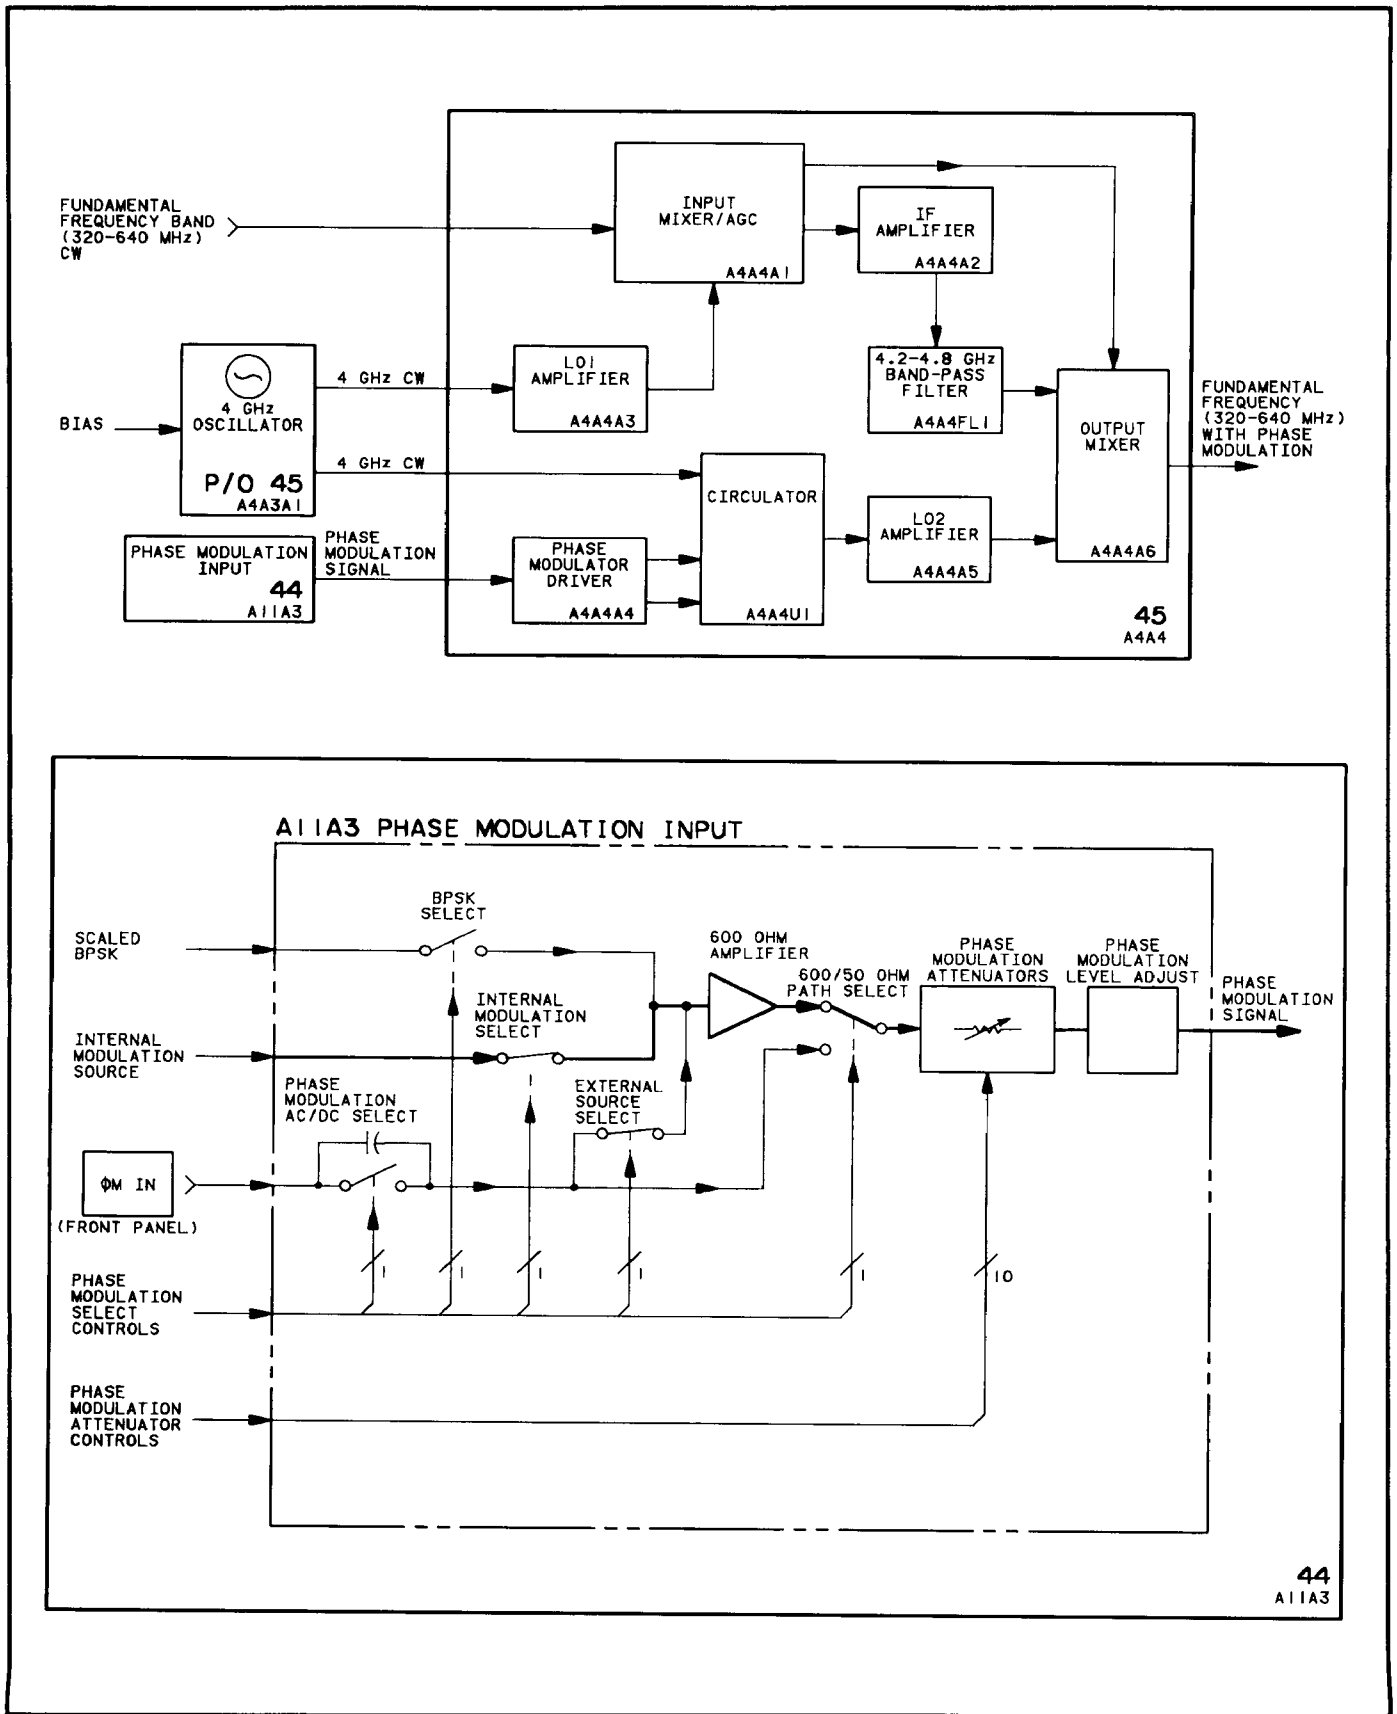 FUNDAMENTAL
FREQUENCY BAND
(320-640 MHz)
CW
INPUT
MIXER/AGC
A4A4A1
IF
AMPLIFIER
A4A4A2
BIAS
4 GHz
OSCILLATOR
P/O 45
A4A3A1
4 GHz CW
4 GHz CW
LO1
AMPLIFIER
A4A4A3
4.2-4.8 GHz
BAND-PASS
FILTER
A4A4FL1
OUTPUT
MIXER
A4A4A6
FUNDAMENTAL
FREQUENCY
(320-640 MHz)
WITH PHASE
MODULATION
CIRCULATOR
A4A4U1
LO2
AMPLIFIER
A4A4A5
PHASE MODULATION
INPUT
44
A11A3
PHASE
MODULATION
SIGNAL
PHASE
MODULATOR
DRIVER
A4A4A4
45
A4A4
A11A3 PHASE MODULATION INPUT
SCALED
BPSK
BPSK
SELECT
600 OHM
AMPLIFIER
600/50 OHM
PATH SELECT
PHASE
MODULATION
ATTENUATORS
PHASE
MODULATION
LEVEL ADJUST
PHASE
MODULATION
SIGNAL
INTERNAL
MODULATION
SOURCE
INTERNAL
MODULATION
SELECT
PHASE
MODULATION
AC/DC SELECT
EXTERNAL
SOURCE
SELECT
ΦM IN
(FRONT PANEL)
1
1
1
1
1
10
PHASE
MODULATION
SELECT
CONTROLS
PHASE
MODULATION
ATTENUATOR
CONTROLS
44
A11A3